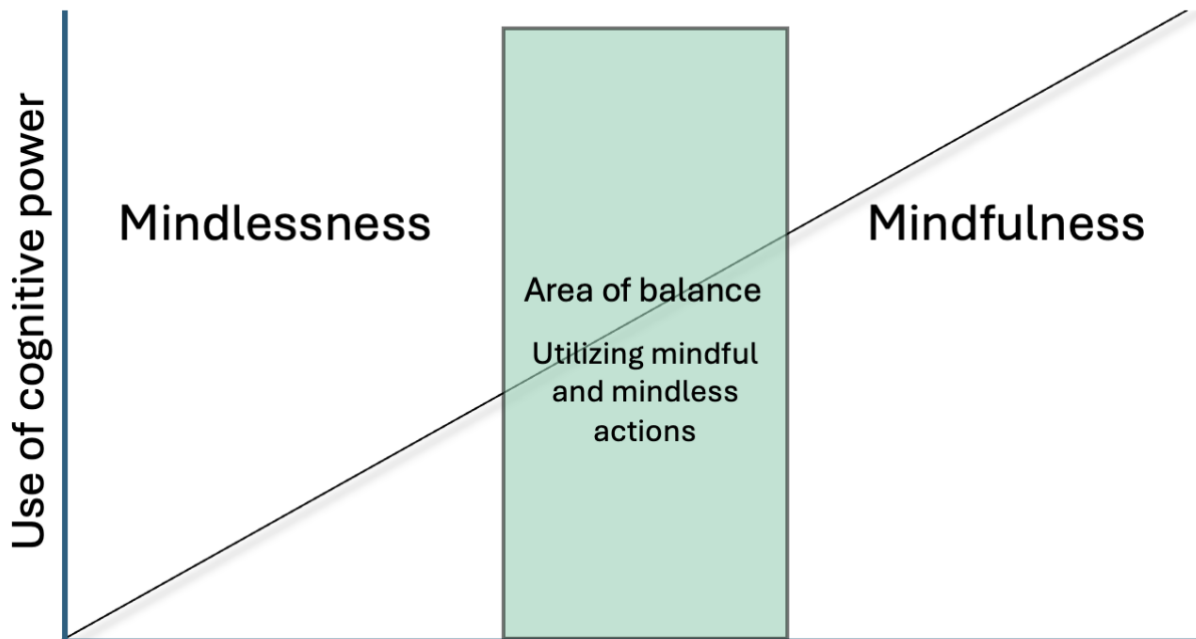 Use of cognitive power
Mindlessness
Mindfulness
Area of balance
Utilizing mindful
and mindless
actions